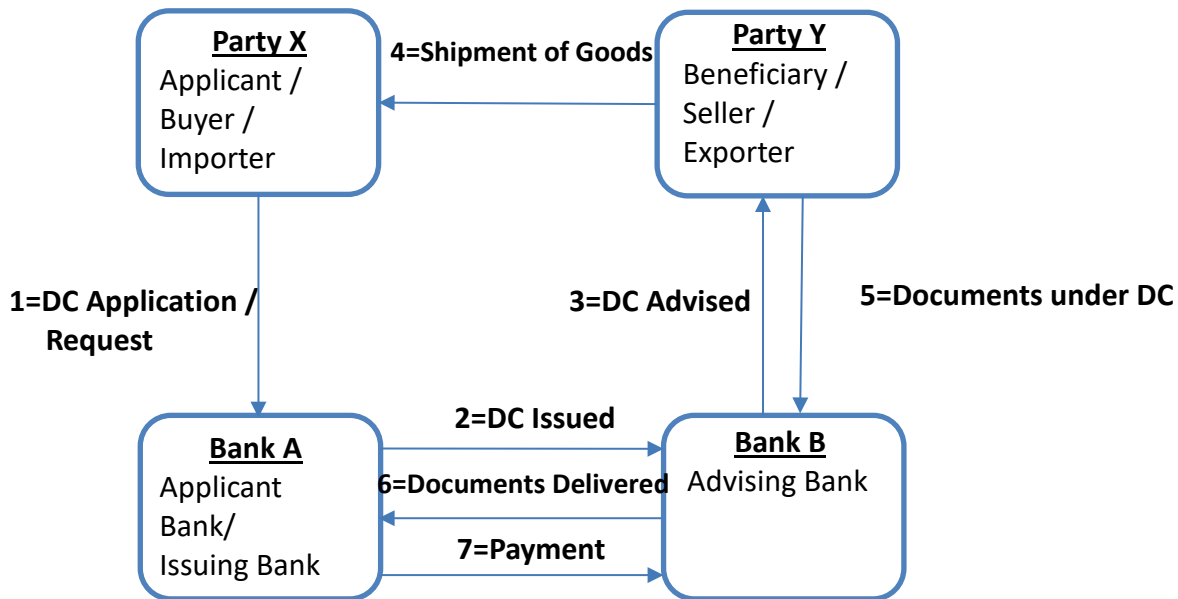 Party X
Applicant /
Buyer /
Importer
4=Shipment of Goods
Party Y
Beneficiary /
Seller /
Exporter
1=DC Application /
Request
3=DC Advised
5=Documents under DC
Bank A
Applicant
Bank/
Issuing Bank
2=DC Issued
6=Documents Delivered
7=Payment
Bank B
Advising Bank